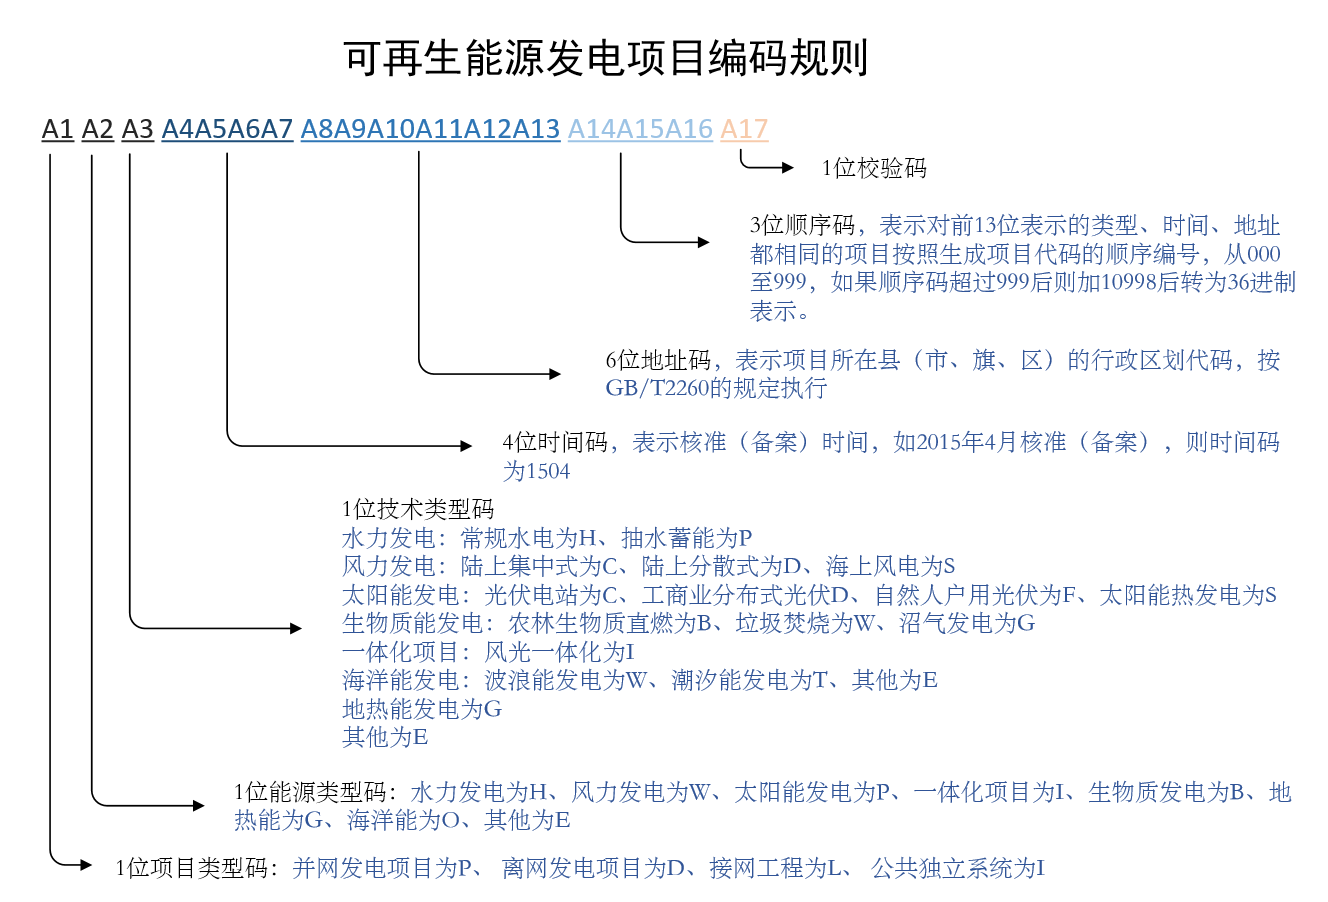 可再生能源发电项目编码规则
A1 A2 A3 A4A5A6A7 A8A9A10A11A12A13 A14A15A16 A17
1位校验码
3位顺序码，表示对前13位表示的类型、时间、地址
都相同的项目按照生成项目代码的顺序编号，从000
至999，如果顺序码超过999后则加10998后转为36进制
表示。
6位地址码，表示项目所在县（市、旗、区）的行政区划代码，按
GB/T2260的规定执行
4位时间码，表示核准（备案）时间，如2015年4月核准（备案），则时间码
为1504
1位技术类型码
水力发电：常规水电为H、抽水蓄能为P
风力发电：陆上集中式为C、陆上分散式为D、海上风电为S
太阳能发电：光伏电站为C、工商业分布式光伏D、自然人户用光伏为F、太阳能热发电为S
生物质能发电：农林生物质直燃为B、垃圾焚烧为W、沼气发电为G
一体化项目：风光一体化为I
海洋能发电：波浪能发电为W、潮汐能发电为T、其他为E
地热能发电为G
其他为E
1位能源类型码：水力发电为H、风力发电为W、太阳能发电为P、一体化项目为I、生物质发电为B、地
热能为G、海洋能为O、其他为E
1位项目类型码：并网发电项目为P、 离网发电项目为D、接网工程为L、 公共独立系统为I